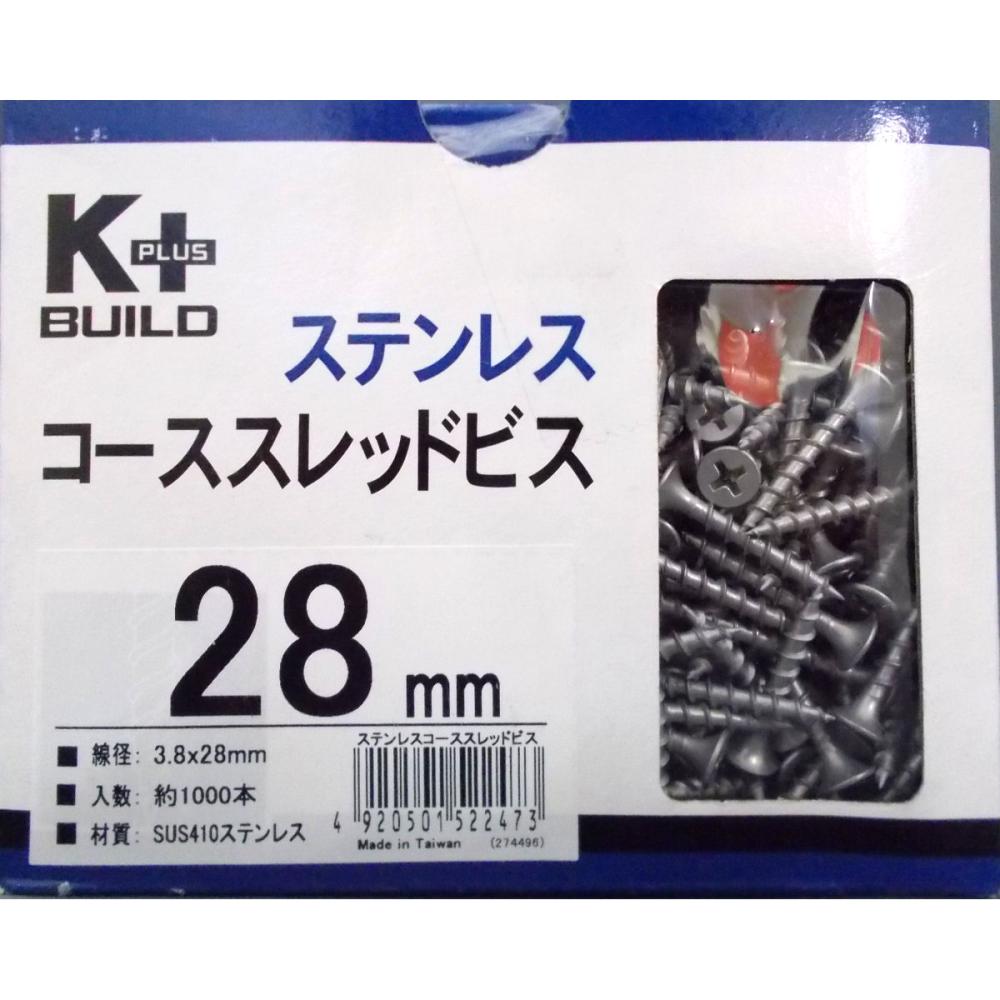 K PLUS
BUILD
ステンレス
コーススレッドビス
28 mm
■ 線径: 3.8x28mm
■ 入数: 約1000本
■ 材質: SUS410ステンレス
ステンレスコーススレッドビス
4 920501 522473
Made in Taiwan (274496)